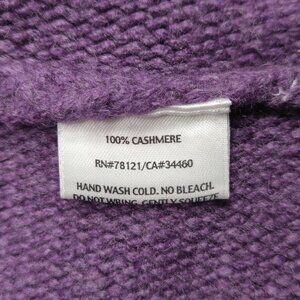 100% CASHMERE
RN#78121/CA#34460
HAND WASH COLD. NO BLEACH.
DO NOT WRING. GENTLY SQUEEZE